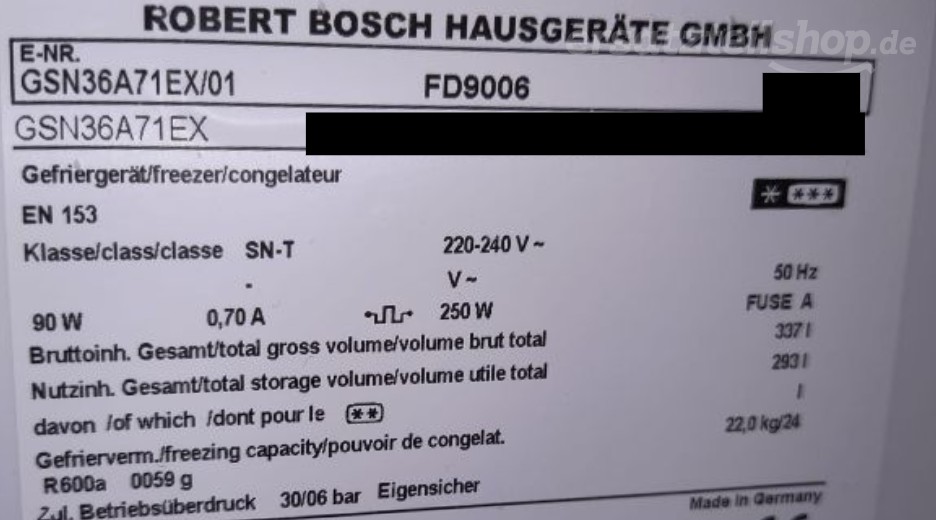 ROBERT BOSCH HAUSGERÄTE GMBH
ersatzteilshop.de
E-NR.
GSN36A71EX/01 FD9006
GSN36A71EX
Gefriergerät/freezer/congelateur
EN 153
Klasse/class/classe SN-T 220-240 V ~
- V ~ 50 Hz
90 W 0,70 A 250 W FUSE A
Bruttoinh. Gesamt/total gross volume/volume brut total 337 l
Nutzinh. Gesamt/total storage volume/volume utile total 293 l
davon /of which /dont pour le ** l
Gefrierverm./freezing capacity/pouvoir de congelat. 22,0 kg/24
R600a 0059 g
Zul. Betriebsüberdruck 30/06 bar Eigensicher
Made in Germany